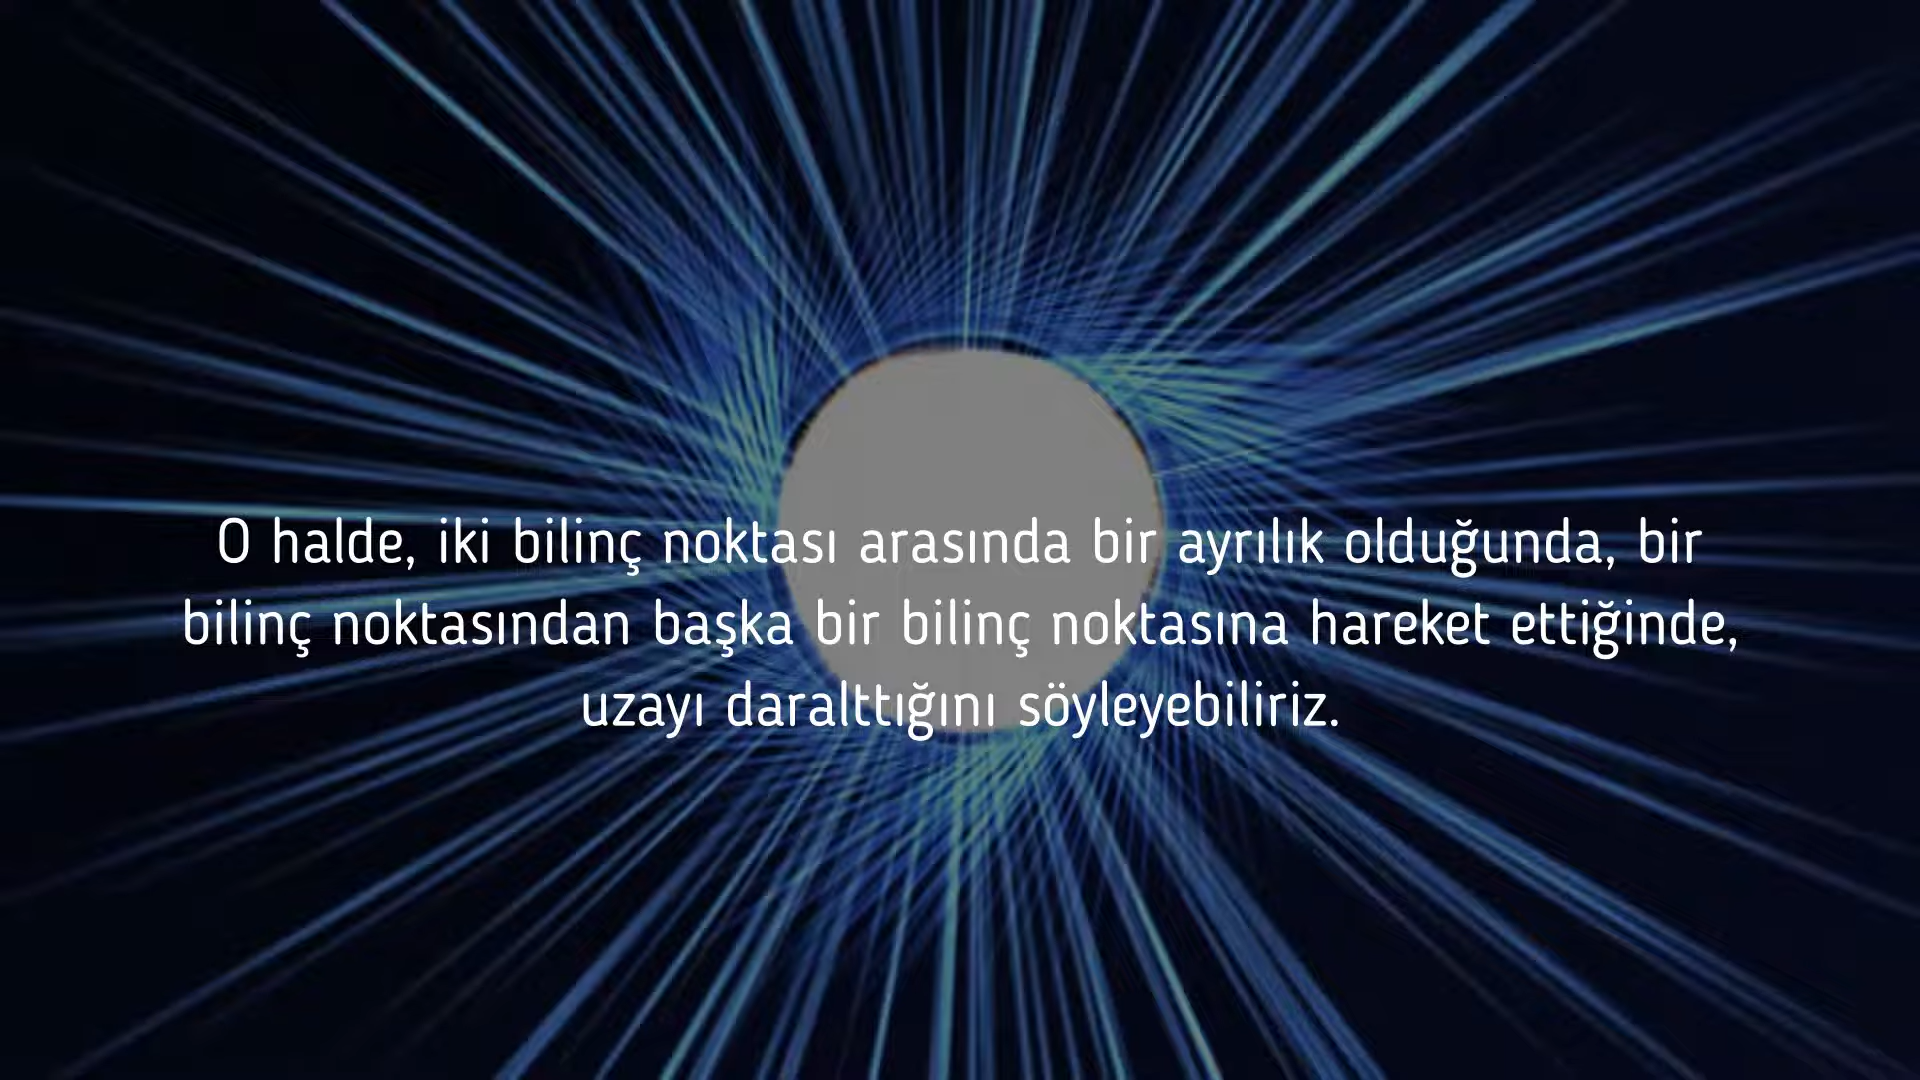 O halde, iki bilinç noktası arasında bir ayrılık olduğunda, bir
bilinç noktasından başka bir bilinç noktasına hareket ettiğinde,
uzayı daralttığını söyleyebiliriz.